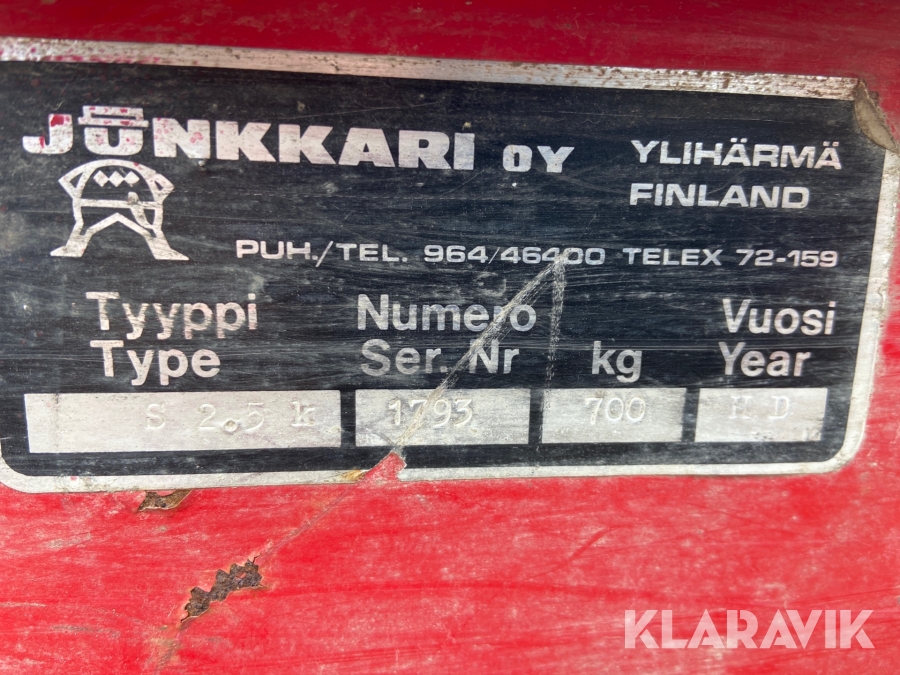 JUNKKARI OY YLIHÄRMÄ
FINLAND
PUH./TEL. 964/46400 TELEX 72-159
Tyyppi Numero Vuosi
Type Ser. Nr kg Year
S 2.5 k 1793 700 H D
KLARAVIK